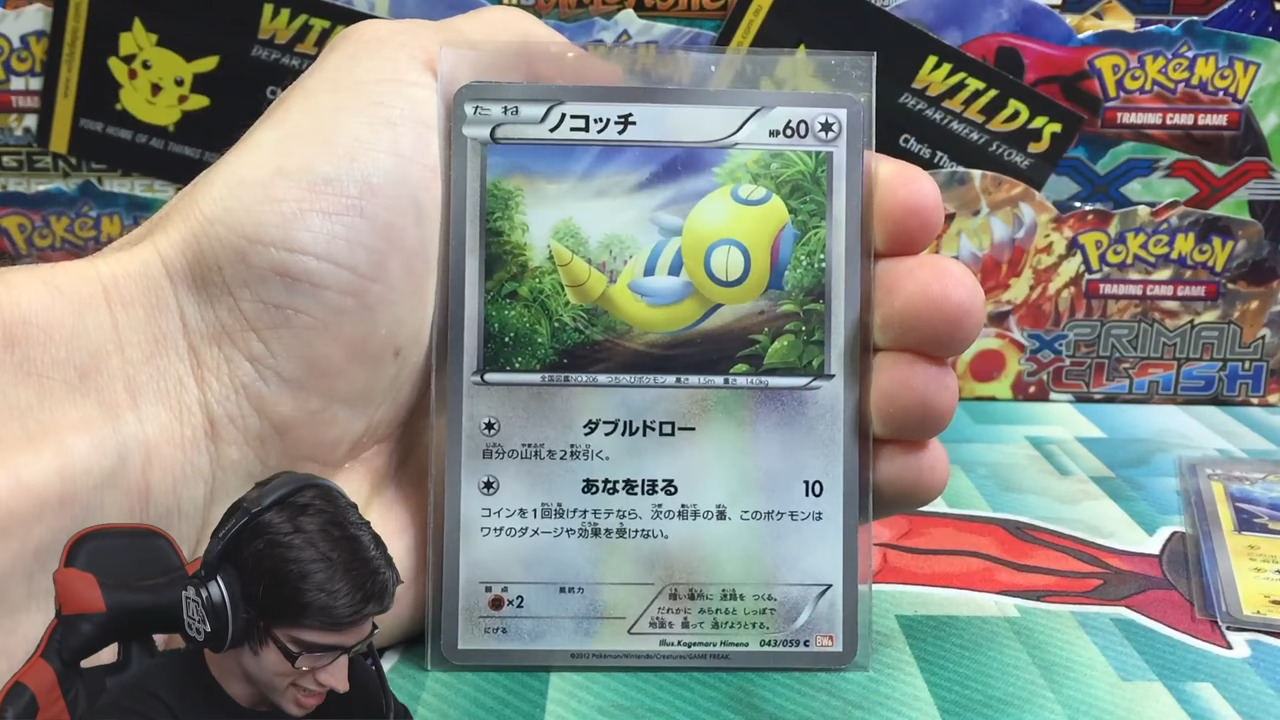 WILD'S
DEPARTMENT STORE
Chris Tho
WI
DEPART
YOUR HOME OF ALL THINGS
POKéMON
TRADING CARD GAME
XY
POKéMON
TRADING CARD GAME
XY PRIMAL
CLASH
POKéMON
たね
ノコッチ
HP60
全国図鑑NO.206 つちへびポケモン 高さ:1.5m 重さ:14.0kg
ダブルドロー
自分の山札を2枚引く。
あなをほる 10
コインを1回投げオモテなら、次の相手の番、このポケモンは
ワザのダメージや効果を受けない。
弱点 抵抗力
×2
にげる
暗い場所に 迷路を つくる。
だれかに みられると しっぽで
地面を 掘って 逃げようとする。
Illus.Kagemaru Himeno 043/059 C BW6
©2012 Pokémon/Nintendo/Creatures/GAME FREAK.